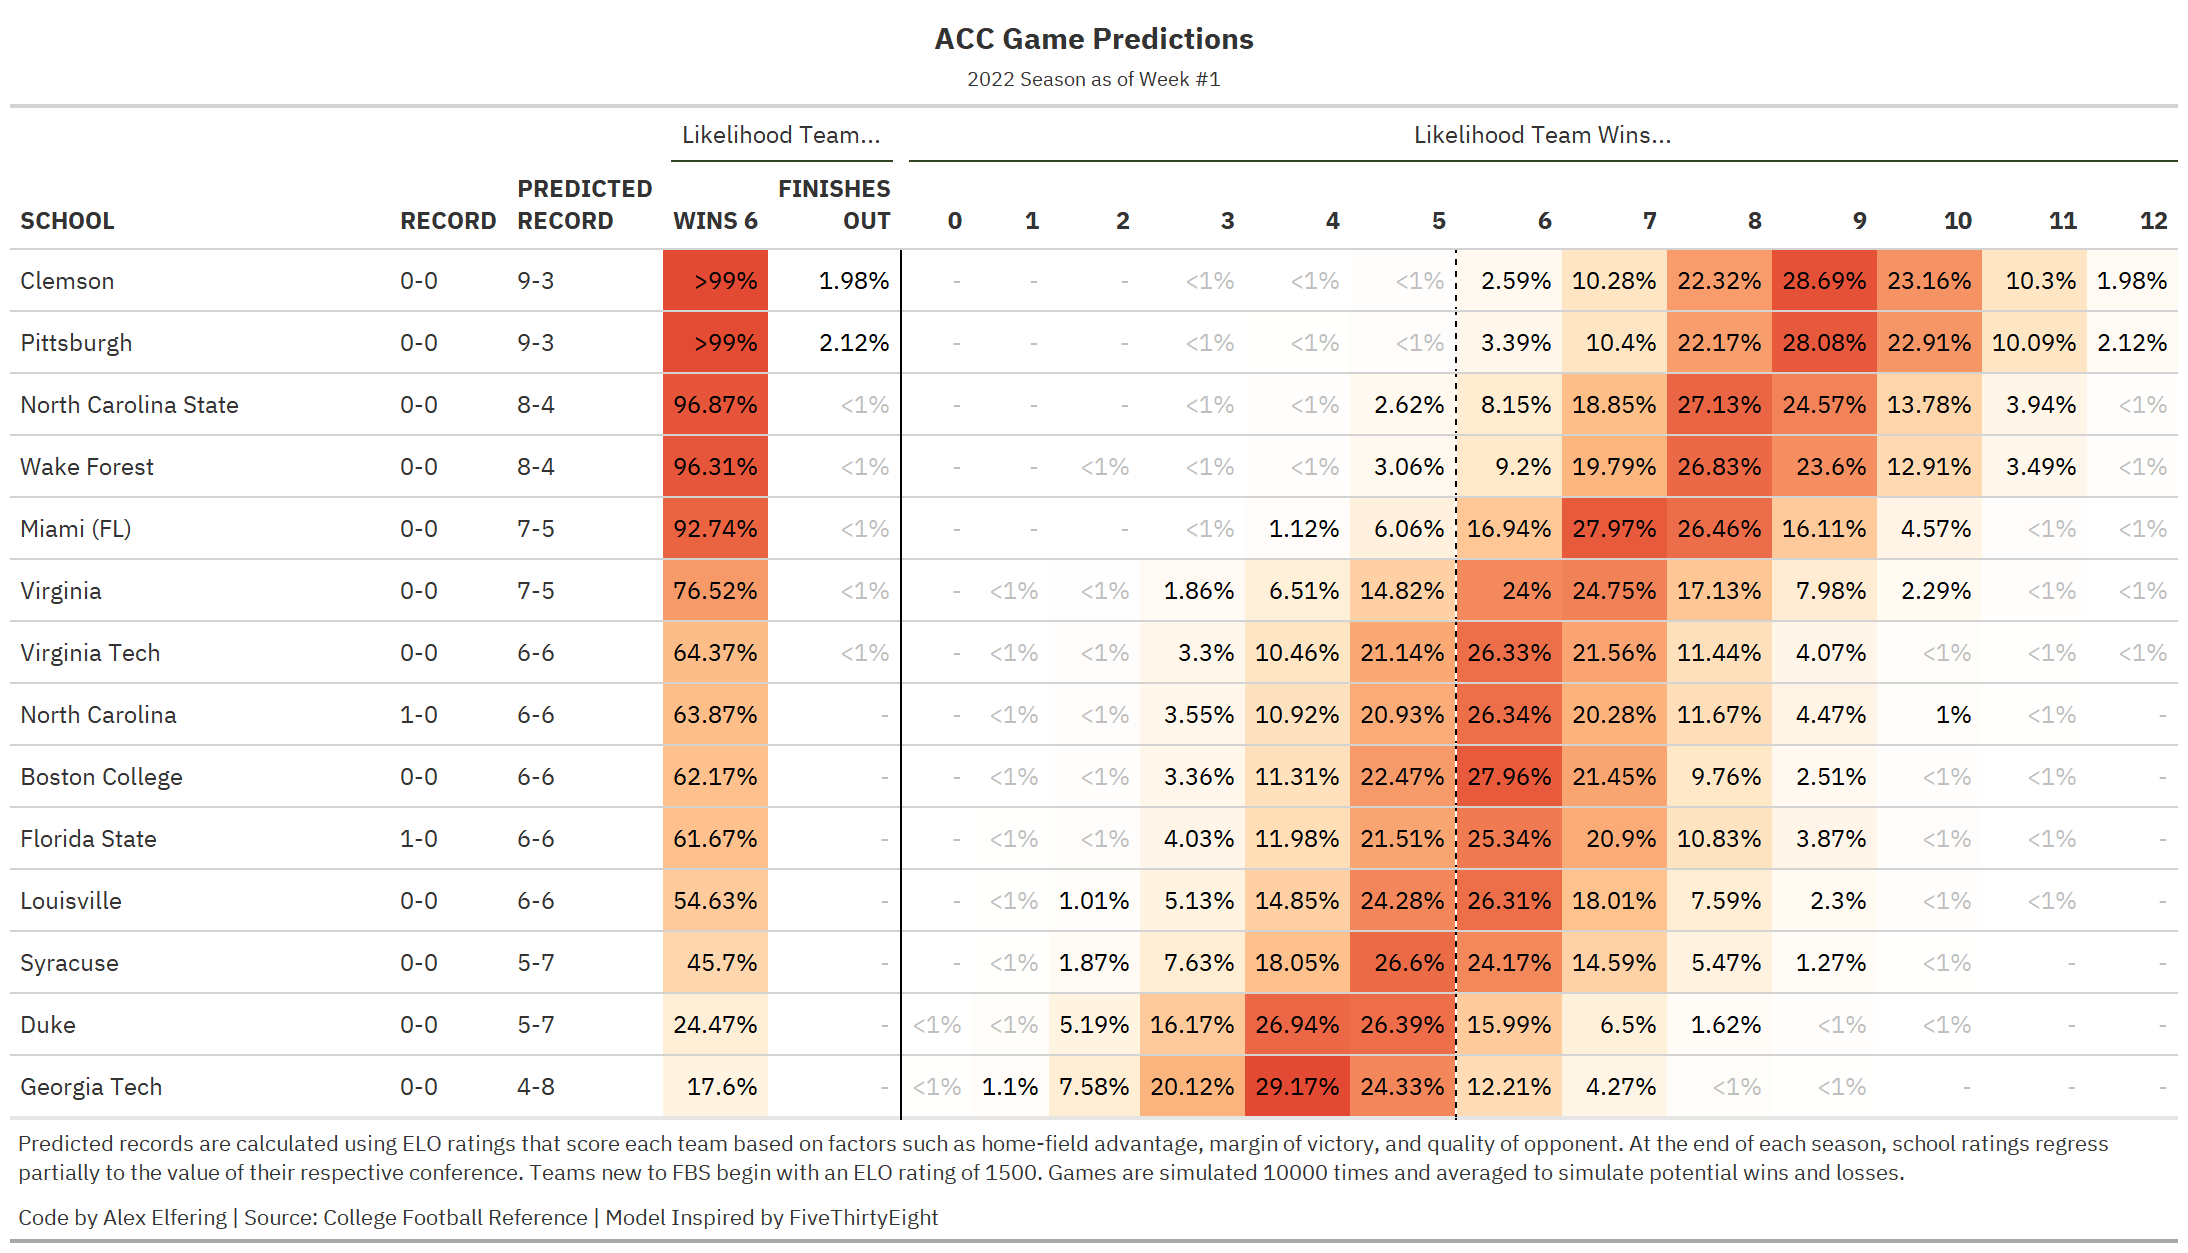 ACC Game Predictions
2022 Season as of Week #1
Likelihood Team... Likelihood Team Wins...
SCHOOL RECORD PREDICTED RECORD WINS 6 FINISHES OUT 0 1 2 3 4 5 6 7 8 9 10 11 12
Clemson 0-0 9-3 >99% 1.98% - - - <1% <1% <1% 2.59% 10.28% 22.32% 28.69% 23.16% 10.3% 1.98%
Pittsburgh 0-0 9-3 >99% 2.12% - - - <1% <1% <1% 3.39% 10.4% 22.17% 28.08% 22.91% 10.09% 2.12%
North Carolina State 0-0 8-4 96.87% <1% - - - <1% <1% 2.62% 8.15% 18.85% 27.13% 24.57% 13.78% 3.94% <1%
Wake Forest 0-0 8-4 96.31% <1% - - <1% <1% <1% 3.06% 9.2% 19.79% 26.83% 23.6% 12.91% 3.49% <1%
Miami (FL) 0-0 7-5 92.74% <1% - - - <1% 1.12% 6.06% 16.94% 27.97% 26.46% 16.11% 4.57% <1% <1%
Virginia 0-0 7-5 76.52% <1% - <1% <1% 1.86% 6.51% 14.82% 24% 24.75% 17.13% 7.98% 2.29% <1% <1%
Virginia Tech 0-0 6-6 64.37% <1% - <1% <1% 3.3% 10.46% 21.14% 26.33% 21.56% 11.44% 4.07% <1% <1% <1%
North Carolina 1-0 6-6 63.87% - - <1% <1% 3.55% 10.92% 20.93% 26.34% 20.28% 11.67% 4.47% 1% <1% -
Boston College 0-0 6-6 62.17% - - <1% <1% 3.36% 11.31% 22.47% 27.96% 21.45% 9.76% 2.51% <1% <1% -
Florida State 1-0 6-6 61.67% - - <1% <1% 4.03% 11.98% 21.51% 25.34% 20.9% 10.83% 3.87% <1% <1% -
Louisville 0-0 6-6 54.63% - - <1% 1.01% 5.13% 14.85% 24.28% 26.31% 18.01% 7.59% 2.3% <1% <1% -
Syracuse 0-0 5-7 45.7% - - <1% 1.87% 7.63% 18.05% 26.6% 24.17% 14.59% 5.47% 1.27% <1% - -
Duke 0-0 5-7 24.47% - <1% <1% 5.19% 16.17% 26.94% 26.39% 15.99% 6.5% 1.62% <1% <1% - -
Georgia Tech 0-0 4-8 17.6% - <1% 1.1% 7.58% 20.12% 29.17% 24.33% 12.21% 4.27% <1% <1% - - -
Predicted records are calculated using ELO ratings that score each team based on factors such as home-field advantage, margin of victory, and quality of opponent. At the end of each season, school ratings regress
partially to the value of their respective conference. Teams new to FBS begin with an ELO rating of 1500. Games are simulated 10000 times and averaged to simulate potential wins and losses.
Code by Alex Elfering | Source: College Football Reference | Model Inspired by FiveThirtyEight